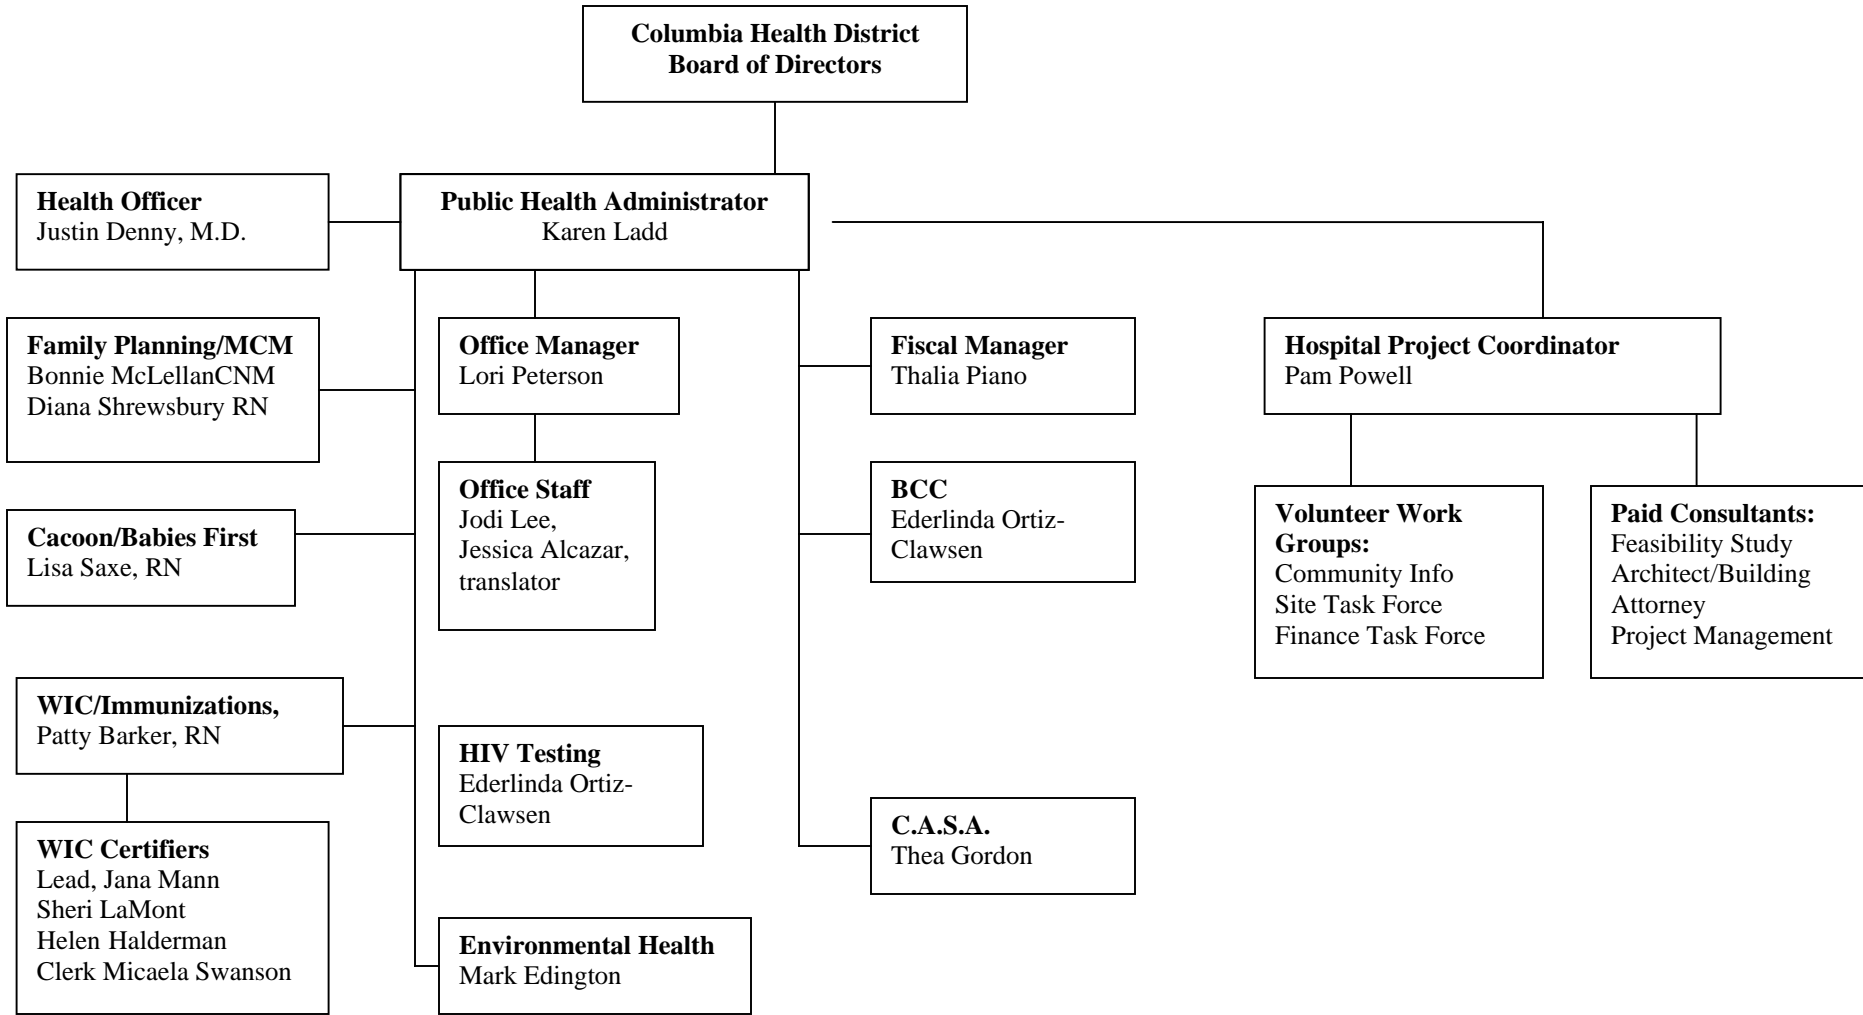 Columbia Health District
Board of Directors
Health Officer
Justin Denny, M.D.
Public Health Administrator
Karen Ladd
Family Planning/MCM
Bonnie McLellanCNM
Diana Shrewsbury RN
Office Manager
Lori Peterson
Fiscal Manager
Thalia Piano
Hospital Project Coordinator
Pam Powell
Cacoon/Babies First
Lisa Saxe, RN
Office Staff
Jodi Lee,
Jessica Alcazar,
translator
BCC
Ederlinda Ortiz-
Clawsen
Volunteer Work
Groups:
Community Info
Site Task Force
Finance Task Force
Paid Consultants:
Feasibility Study
Architect/Building
Attorney
Project Management
WIC/Immunizations,
Patty Barker, RN
HIV Testing
Ederlinda Ortiz-
Clawsen
C.A.S.A.
Thea Gordon
WIC Certifiers
Lead, Jana Mann
Sheri LaMont
Helen Halderman
Clerk Micaela Swanson
Environmental Health
Mark Edington